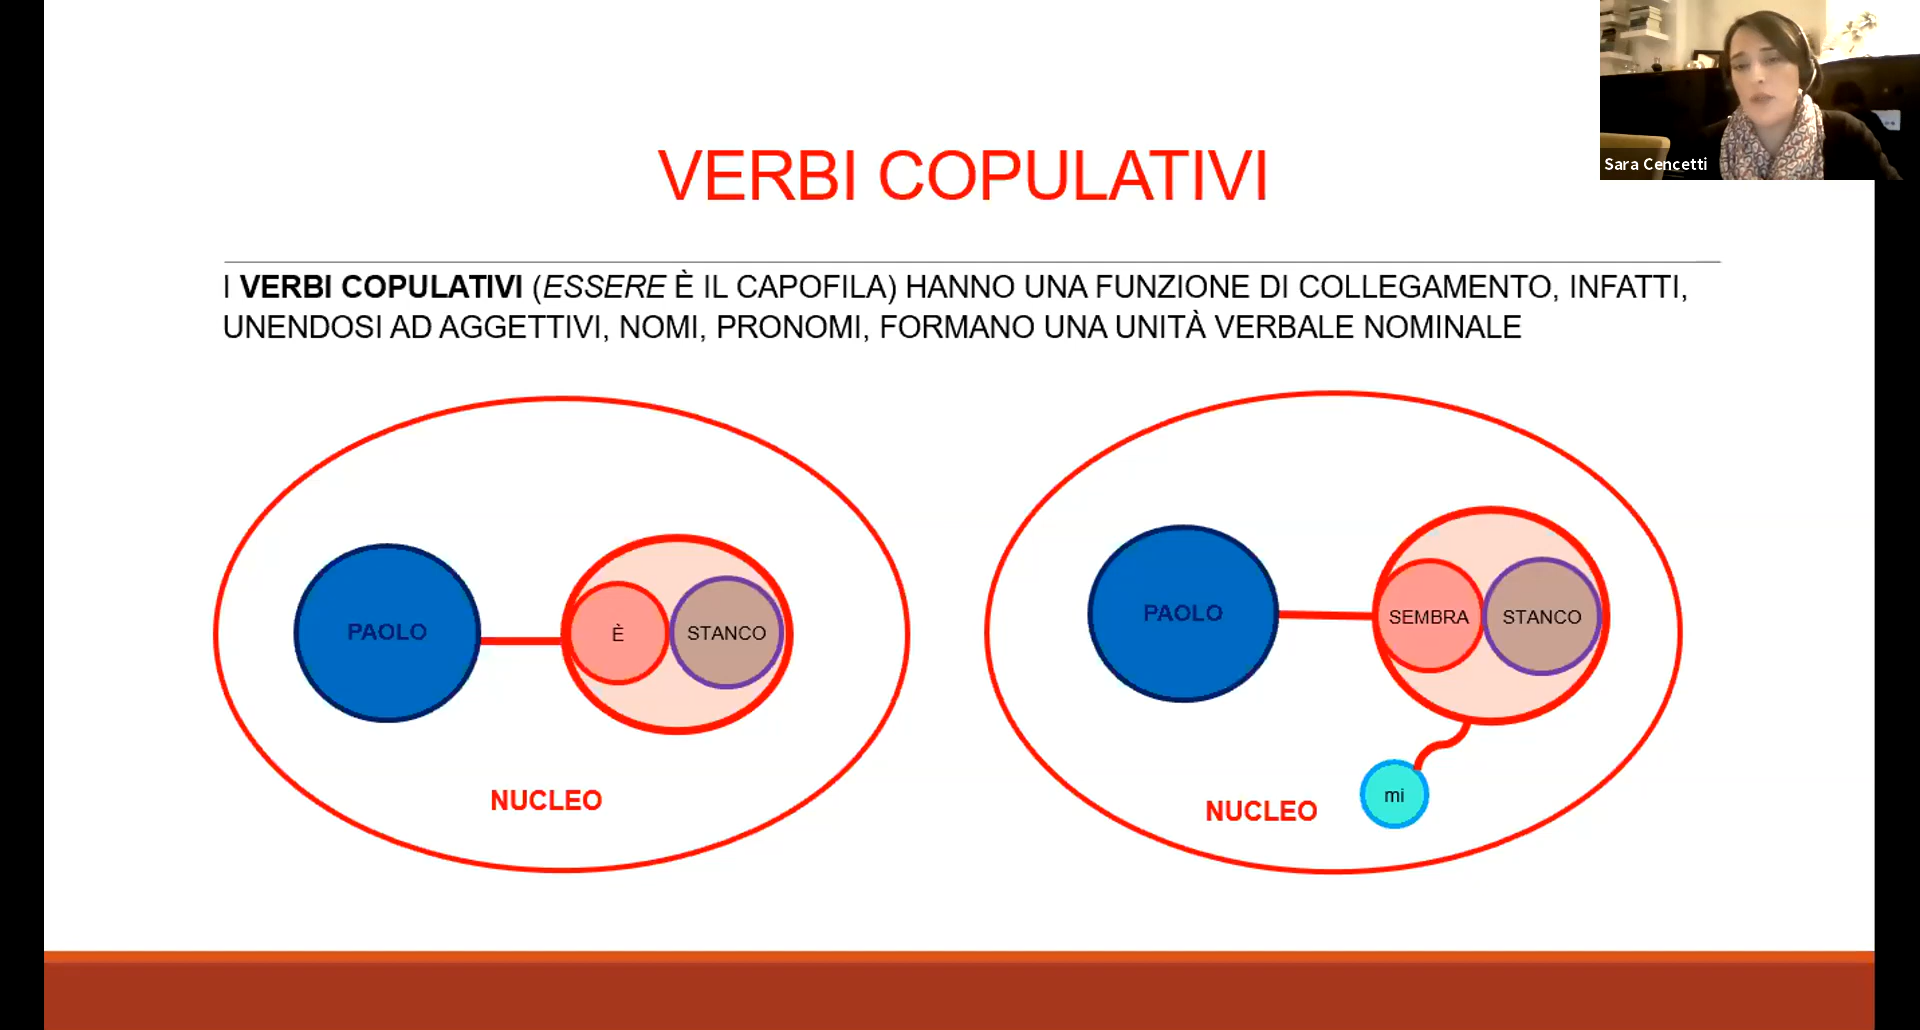 Sara Cencetti
VERBI COPULATIVI
I VERBI COPULATIVI (ESSERE È IL CAPOFILA) HANNO UNA FUNZIONE DI COLLEGAMENTO, INFATTI,
UNENDOSI AD AGGETTIVI, NOMI, PRONOMI, FORMANO UNA UNITÀ VERBALE NOMINALE
PAOLO
È
STANCO
NUCLEO
PAOLO
SEMBRA
STANCO
mi
NUCLEO